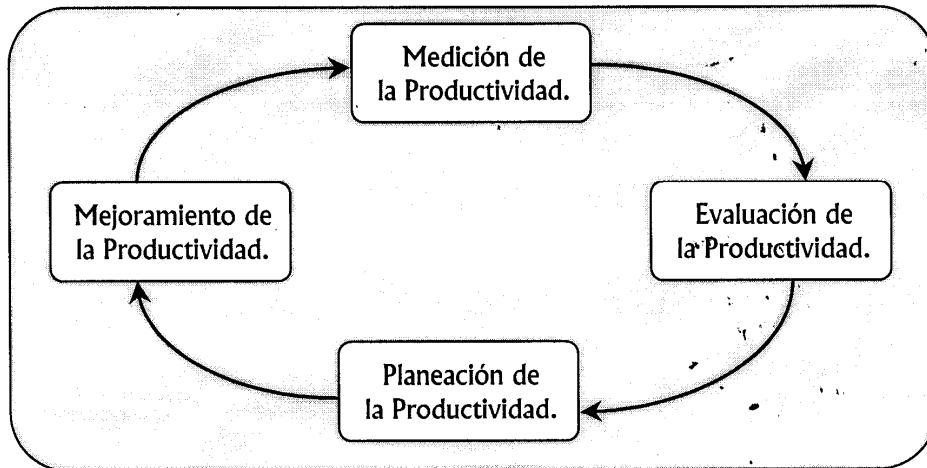 Medición de
la Productividad.
Evaluación de
la Productividad.
Planeación de
la Productividad.
Mejoramiento de
la Productividad.